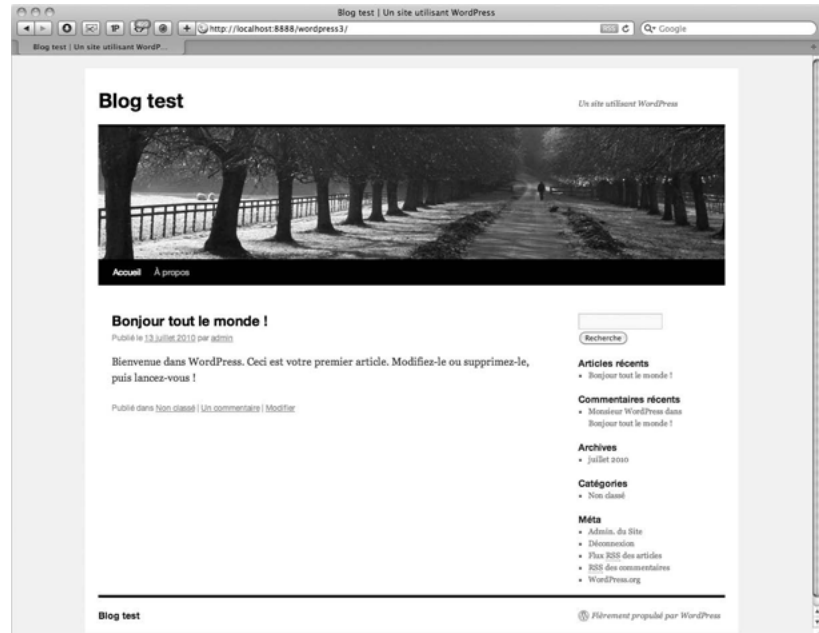 Blog test | Un site utilisant WordPress
1P
http://localhost:8888/wordpress3/
RSS
Google
Blog test | Un site utilisant WordP...
Blog test
Un site utilisant WordPress
Accueil À propos
Bonjour tout le monde !
Publié le 13 juillet 2010 par admin
Bienvenue dans WordPress. Ceci est votre premier article. Modifiez-le ou supprimez-le,
puis lancez-vous !
Publié dans Non classé | Un commentaire | Modifier
Recherche
Articles récents
Bonjour tout le monde !
Commentaires récents
Monsieur WordPress dans
Bonjour tout le monde !
Archives
juillet 2010
Catégories
Non classé
Méta
Admin. du Site
Déconnexion
Flux RSS des articles
RSS des commentaires
WordPress.org
Blog test
Fièrement propulsé par WordPress